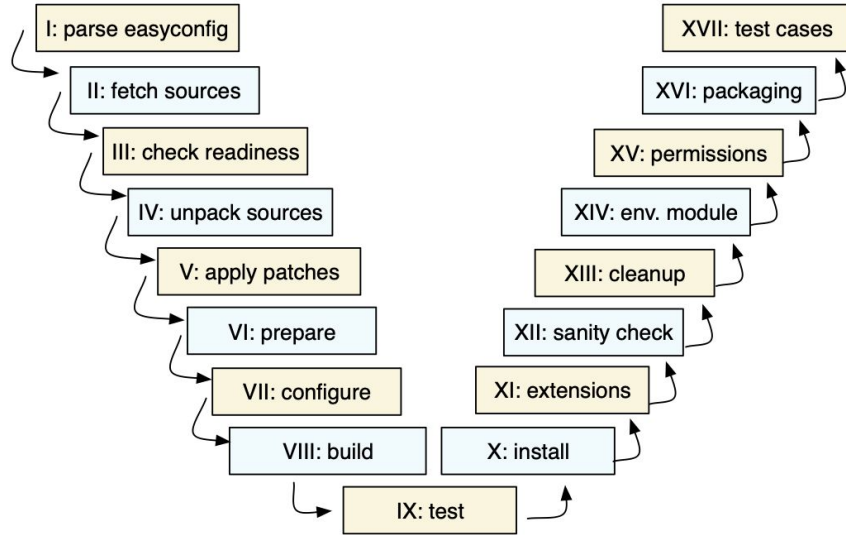 I: parse easyconfig
II: fetch sources
III: check readiness
IV: unpack sources
V: apply patches
VI: prepare
VII: configure
VIII: build
IX: test
X: install
XI: extensions
XII: sanity check
XIII: cleanup
XIV: env. module
XV: permissions
XVI: packaging
XVII: test cases